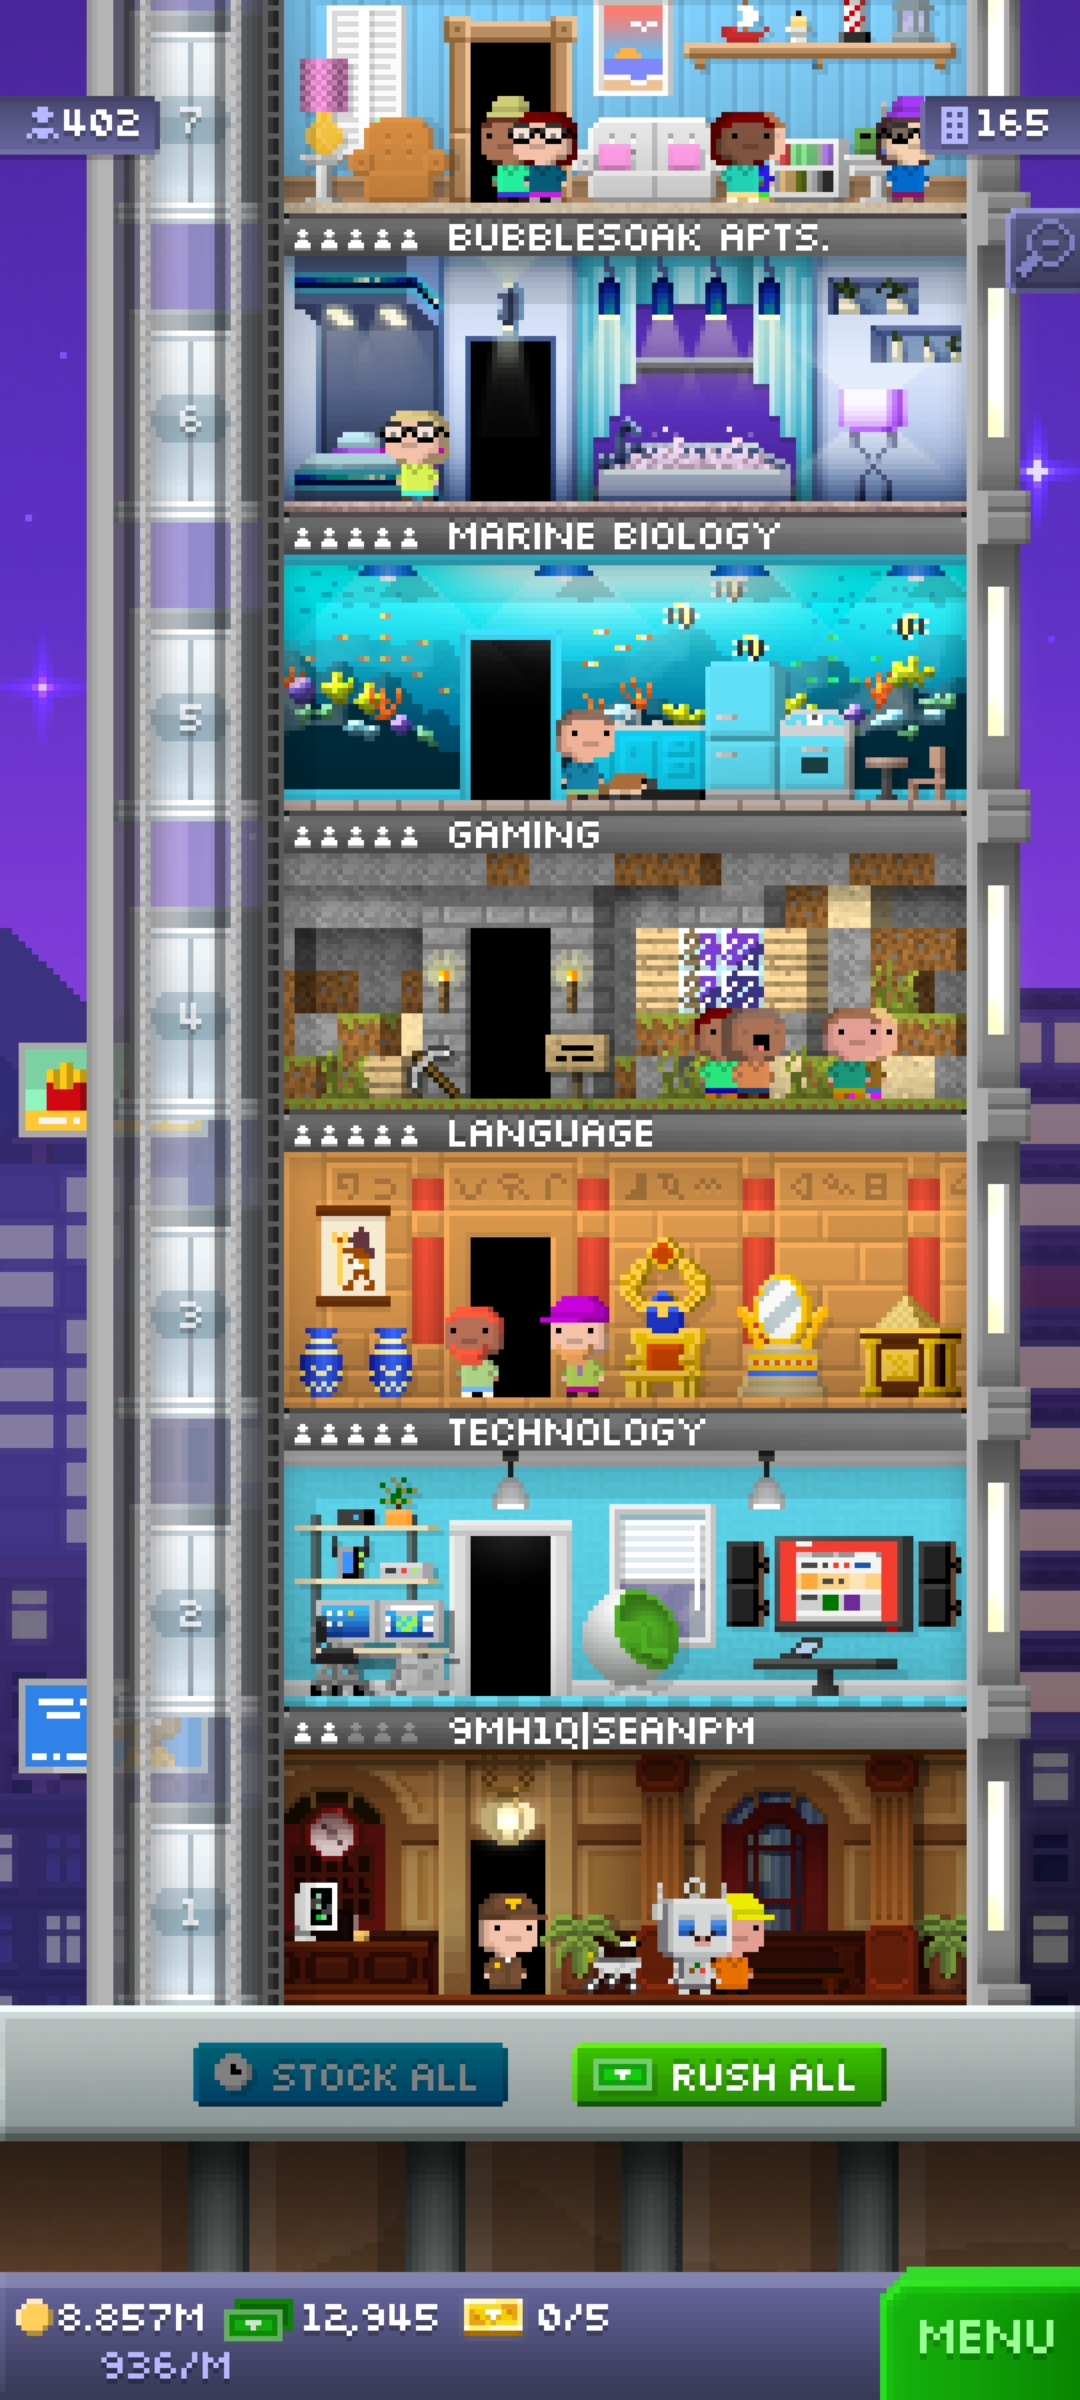 402
7
165
BUBBLESOAK APTS.
6
MARINE BIOLOGY
5
GAMING
4
LANGUAGE
3
TECHNOLOGY
2
9MH1Q|SEANPM
1
STOCK ALL
RUSH ALL
8.857M
12,945
0/5
936/M
MENU